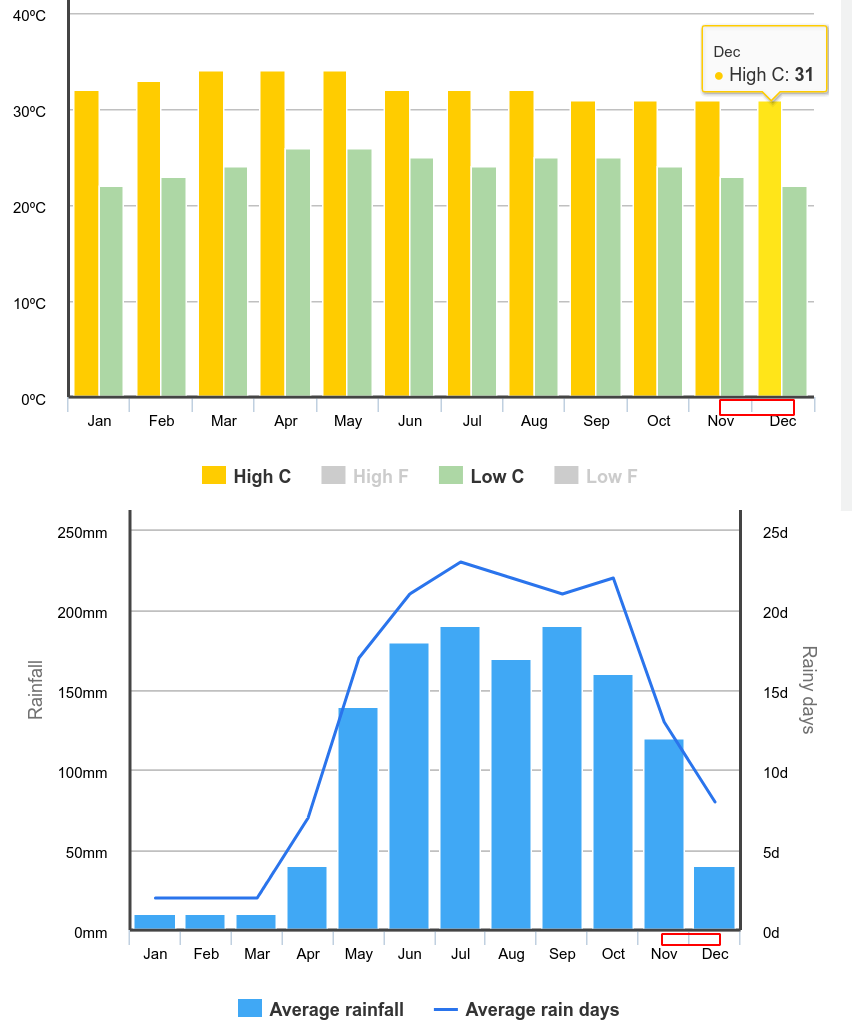 40ºC
Dec
● High C: 31
30ºC
20ºC
10ºC
0ºC
Jan Feb Mar Apr May Jun Jul Aug Sep Oct Nov Dec
High C High F Low C Low F
250mm 25d
200mm 20d
150mm 15d
Rainfall
Rainy days
100mm 10d
50mm 5d
0mm 0d
Jan Feb Mar Apr May Jun Jul Aug Sep Oct Nov Dec
Average rainfall Average rain days